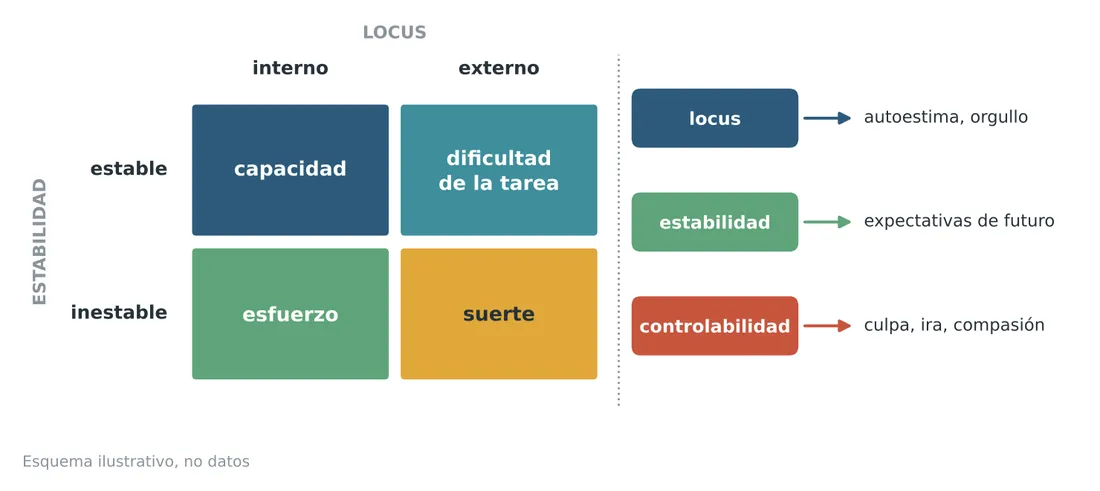 LOCUS
interno
externo
ESTABILIDAD
estable
capacidad
dificultad
de la tarea
inestable
esfuerzo
suerte
locus
autoestima, orgullo
estabilidad
expectativas de futuro
controlabilidad
culpa, ira, compasión
Esquema ilustrativo, no datos